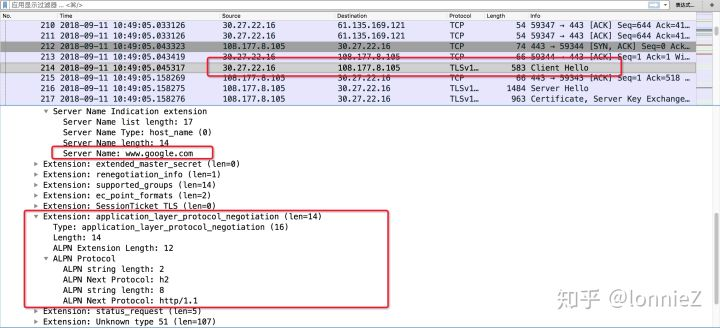 应用显示过滤器 … <⌘/>
表达式…
No. Time Source Destination Protocol Length Info
210 2018-09-11 10:49:05.033126 30.27.22.16 61.135.169.121 TCP 54 59347 → 443 [ACK] Seq=644 Ack=41…
211 2018-09-11 10:49:05.033126 30.27.22.16 61.135.169.121 TCP 54 59347 → 443 [ACK] Seq=644 Ack=41…
212 2018-09-11 10:49:05.043323 108.177.8.105 30.27.22.16 TCP 74 443 → 59344 [SYN, ACK] Seq=0 Ack…
213 2018-09-11 10:49:05.043419 30.27.22.16 108.177.8.105 TCP 66 59344 → 443 [ACK] Seq=1 Ack=1 Wi…
214 2018-09-11 10:49:05.045317 30.27.22.16 108.177.8.105 TLSv1… 583 Client Hello
215 2018-09-11 10:49:05.158269 108.177.8.105 30.27.22.16 TCP 66 443 → 59343 [ACK] Seq=1 Ack=518
216 2018-09-11 10:49:05.158275 108.177.8.105 30.27.22.16 TLSv1… 1484 Server Hello
217 2018-09-11 10:49:05.158276 108.177.8.105 30.27.22.16 TLSv1… 963 Certificate, Server Key Exchange…
Server Name Indication extension
Server Name list length: 17
Server Name Type: host_name (0)
Server Name length: 14
Server Name: www.google.com
Extension: extended_master_secret (len=0)
Extension: renegotiation_info (len=1)
Extension: supported_groups (len=14)
Extension: ec_point_formats (len=2)
Extension: SessionTicket TLS (len=0)
Extension: application_layer_protocol_negotiation (len=14)
Type: application_layer_protocol_negotiation (16)
Length: 14
ALPN Extension Length: 12
ALPN Protocol
ALPN string length: 2
ALPN Next Protocol: h2
ALPN string length: 8
ALPN Next Protocol: http/1.1
Extension: status_request (len=5)
Extension: Unknown type 51 (len=107)
知乎 @lonnieZ